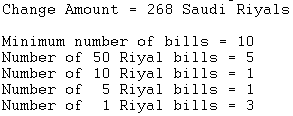 Change Amount = 268 Saudi Riyals
Minimum number of bills = 10
Number of 50 Riyal bills = 5
Number of 10 Riyal bills = 1
Number of  5 Riyal bills = 1
Number of  1 Riyal bills = 3